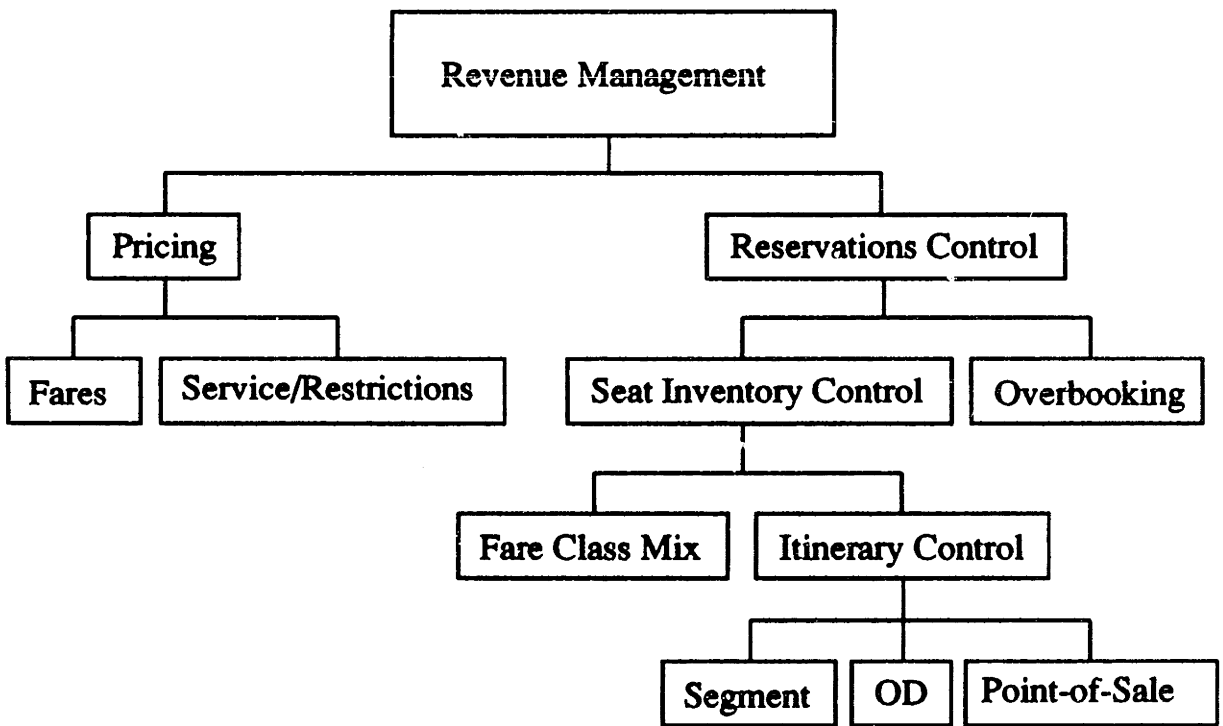 Revenue Management
Pricing
Reservations Control
Fares
Service/Restrictions
Seat Inventory Control
Overbooking
Fare Class Mix
Itinerary Control
Segment
OD
Point-of-Sale